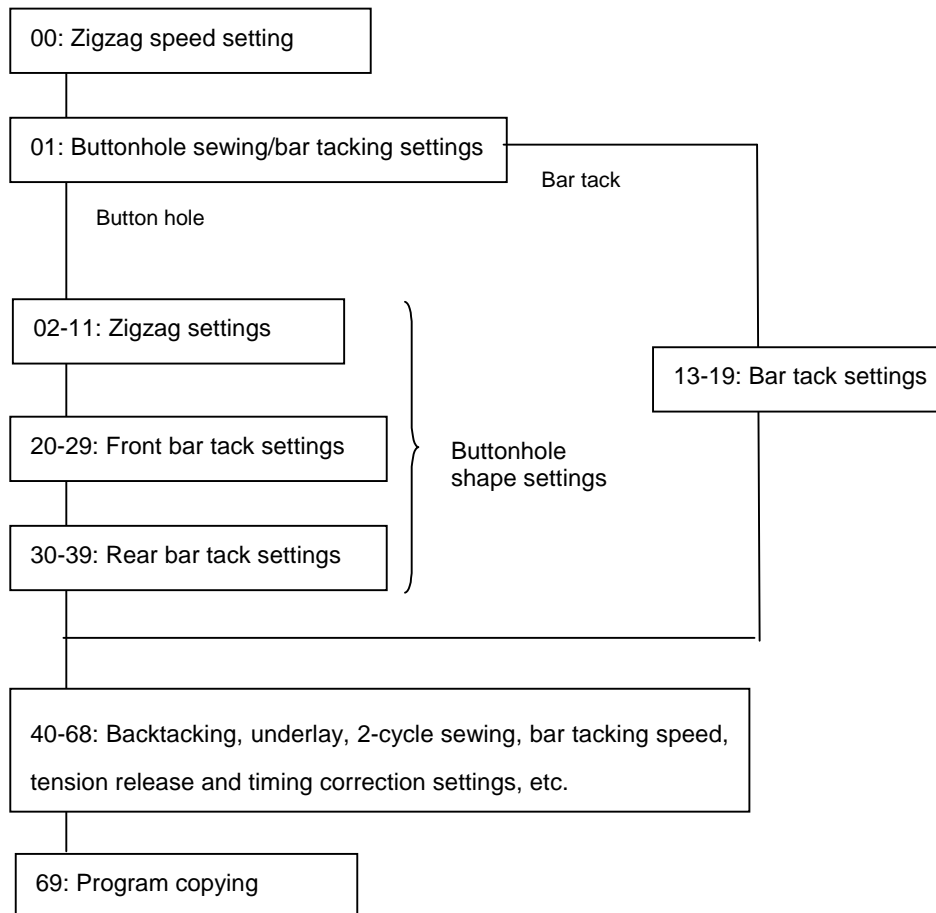 00: Zigzag speed setting
01: Buttonhole sewing/bar tacking settings
Bar tack
Button hole
02-11: Zigzag settings
13-19: Bar tack settings
20-29: Front bar tack settings
Buttonhole
shape settings
30-39: Rear bar tack settings
40-68: Backtacking, underlay, 2-cycle sewing, bar tacking speed,
tension release and timing correction settings, etc.
69: Program copying